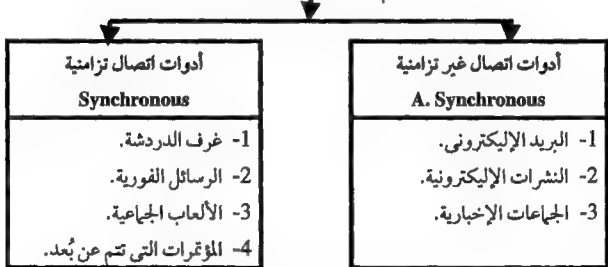 أدوات اتصال غير تزامنية
A. Synchronous
1- البريد الإليكتروني.
2- النشرات الإليكترونية.
3- الجماعات الإخبارية.
أدوات اتصال تزامنية
Synchronous
1- غرف الدردشة.
2- الرسائل الفورية.
3- الألعاب الجماعية.
4- المؤتمرات التي تتم عن بُعد.